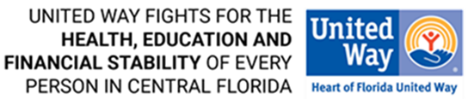 UNITED WAY FIGHTS FOR THE
HEALTH, EDUCATION AND
FINANCIAL STABILITY OF EVERY
PERSON IN CENTRAL FLORIDA
United
Way
Heart of Florida United Way